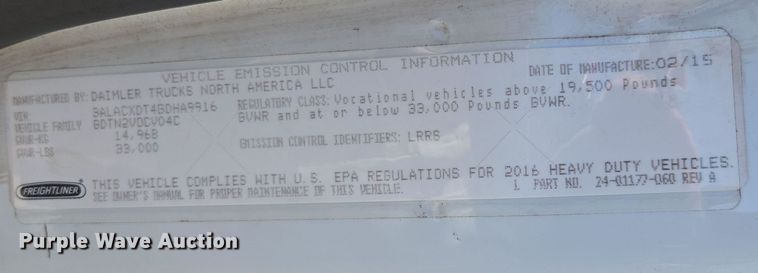 VEHICLE EMISSION CONTROL INFORMATION
MANUFACTURED BY: DAIMLER TRUCKS NORTH AMERICA LLC
DATE OF MANUFACTURE: 02/15
VIN: 3ALACXDT4GDHA9916
VEHICLE FAMILY GDTN2VOCV04C
GVWR-KG 14,968
GVWR-LBS 33,000
REGULATORY CLASS: Vocational vehicles above 19,500 Pounds
GVWR and at or below 33,000 Pounds GVWR.
EMISSION CONTROL IDENTIFIERS: LRRS
FREIGHTLINER
THIS VEHICLE COMPLIES WITH U.S. EPA REGULATIONS FOR 2016 HEAVY DUTY VEHICLES.
SEE OWNER'S MANUAL FOR PROPER MAINTENANCE OF THIS VEHICLE.
1 PART NO. 24-01177-060 REV A
Purple Wave Auction